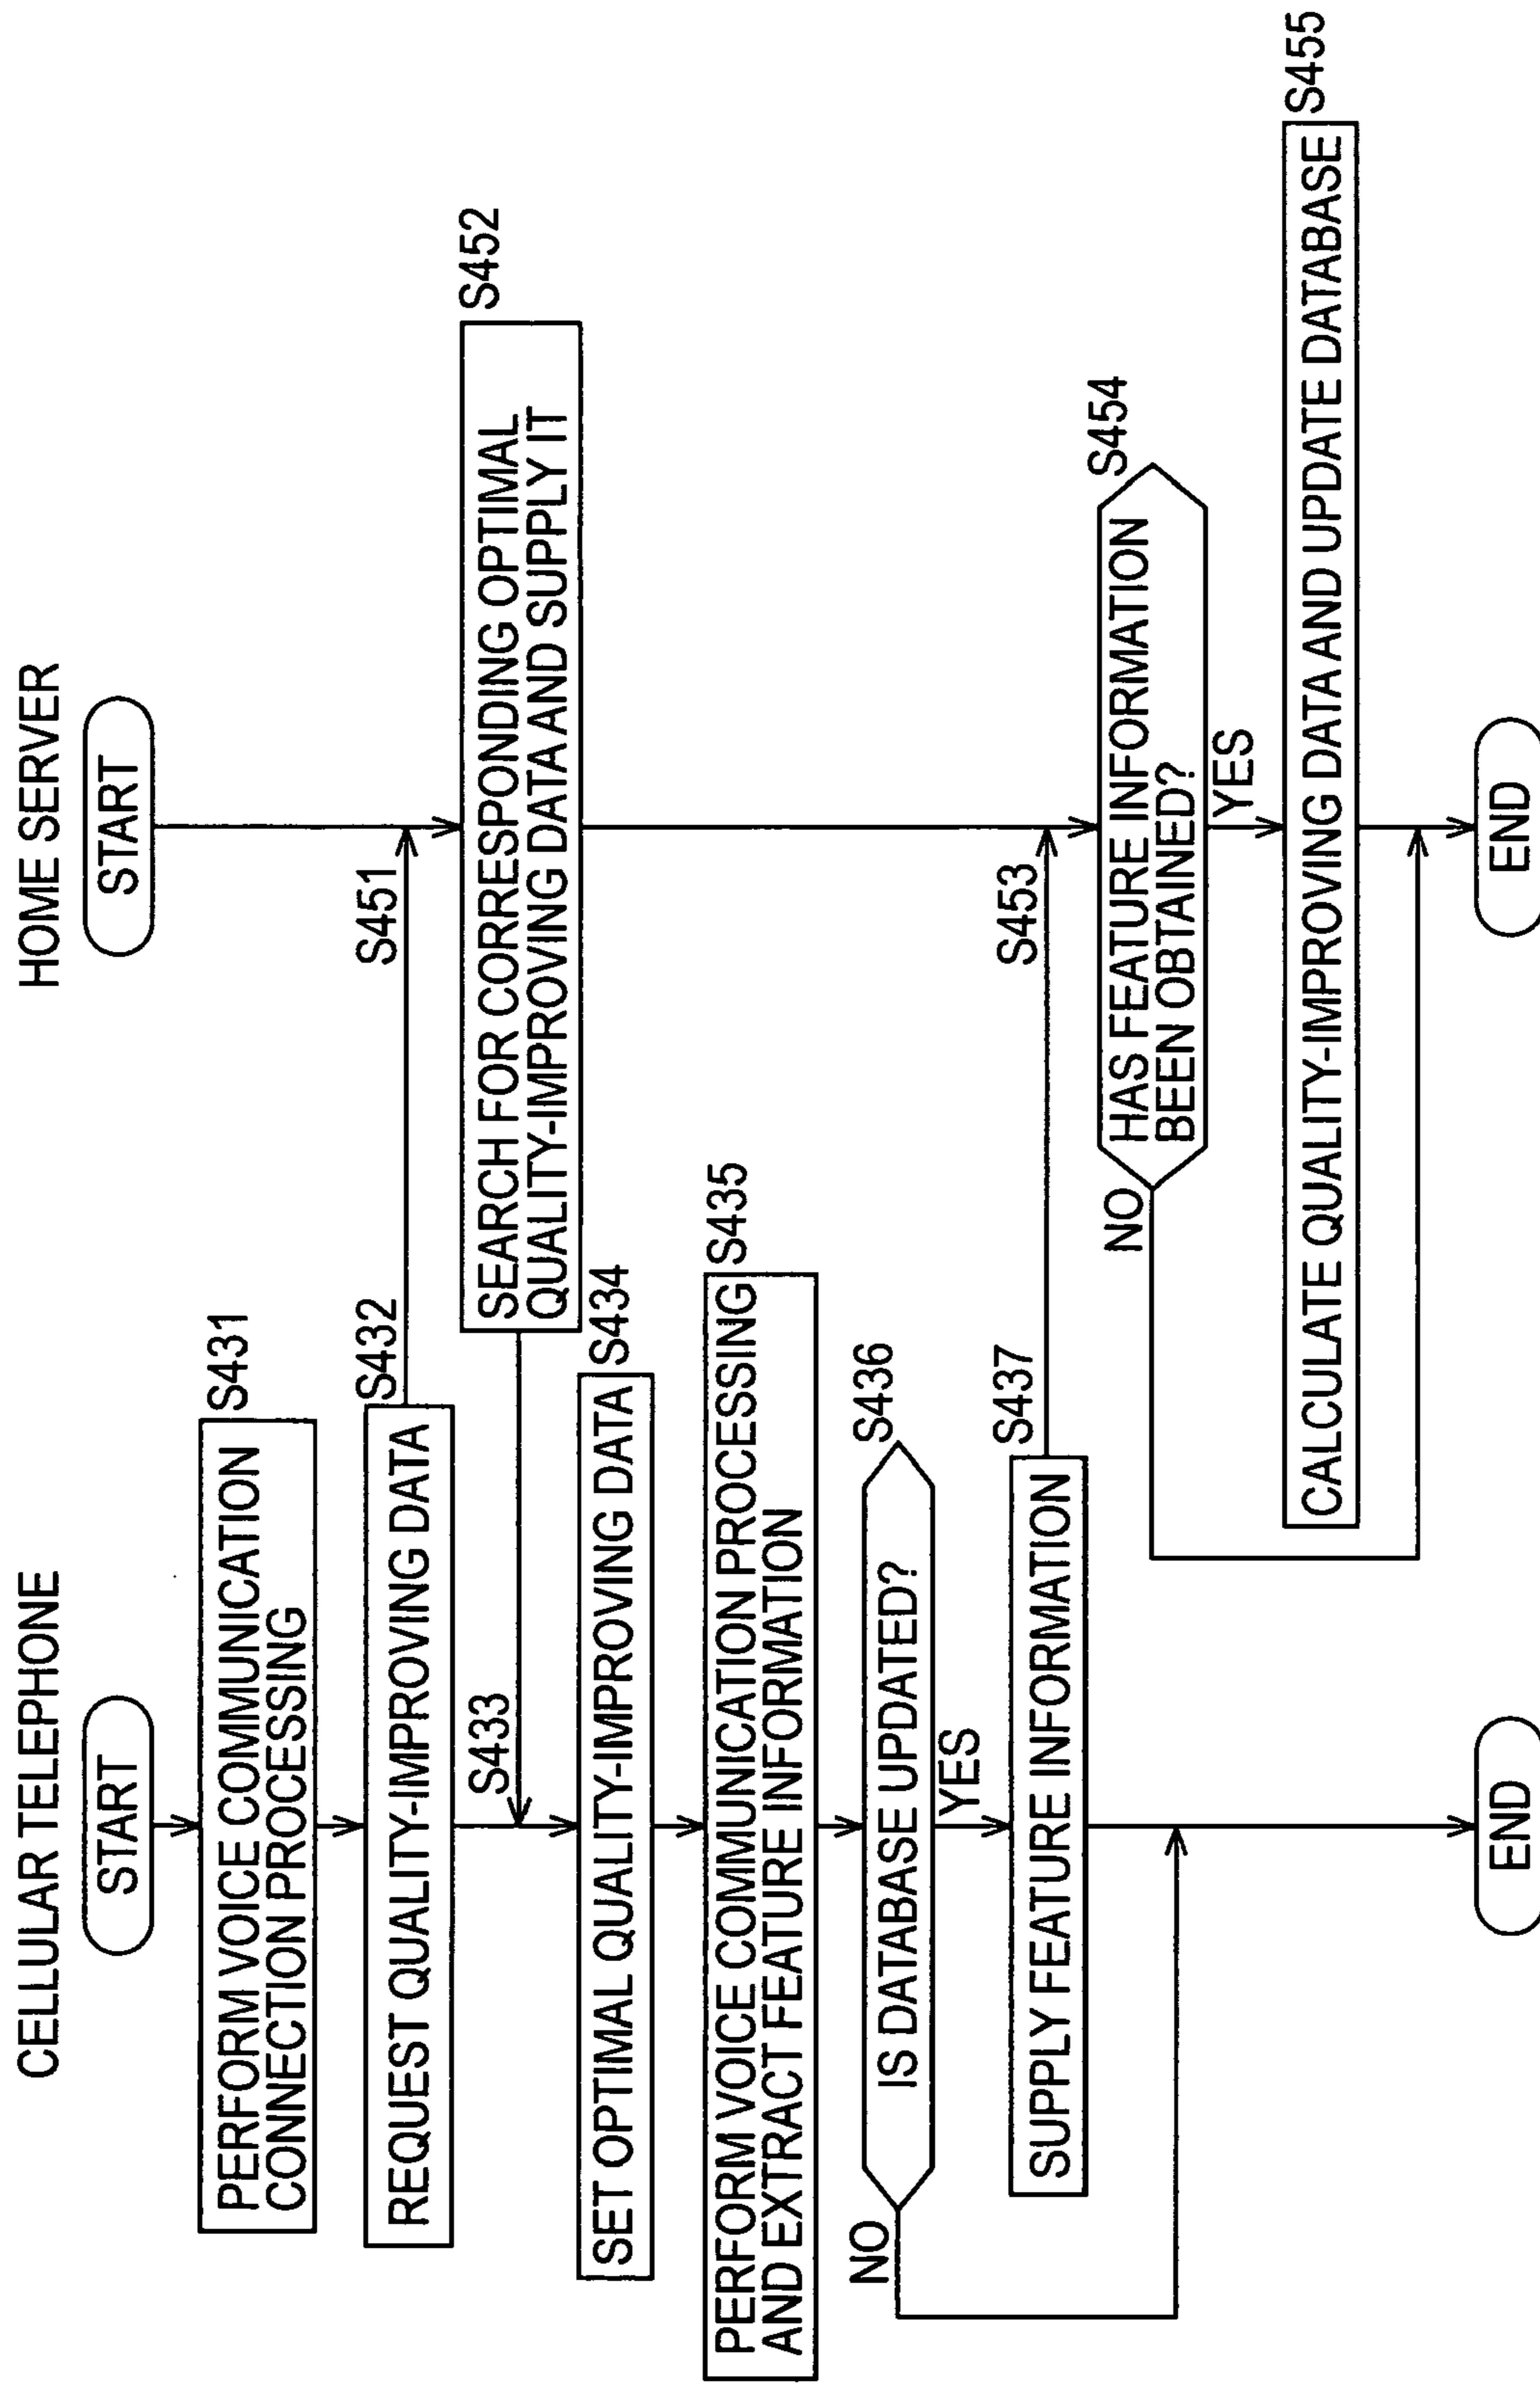 CELLULAR TELEPHONE
START
PERFORM VOICE COMMUNICATION
CONNECTION PROCESSING
S431
REQUEST QUALITY-IMPROVING DATA
S432
S433
SET OPTIMAL QUALITY-IMPROVING DATA
S434
PERFORM VOICE COMMUNICATION PROCESSING
AND EXTRACT FEATURE INFORMATION
S435
IS DATABASE UPDATED?
S436
NO
YES
SUPPLY FEATURE INFORMATION
S437
END
HOME SERVER
START
S451
SEARCH FOR CORRESPONDING OPTIMAL
QUALITY-IMPROVING DATA AND SUPPLY IT
S452
S453
HAS FEATURE INFORMATION
BEEN OBTAINED?
S454
NO
YES
CALCULATE QUALITY-IMPROVING DATA AND UPDATE DATABASE
S455
END